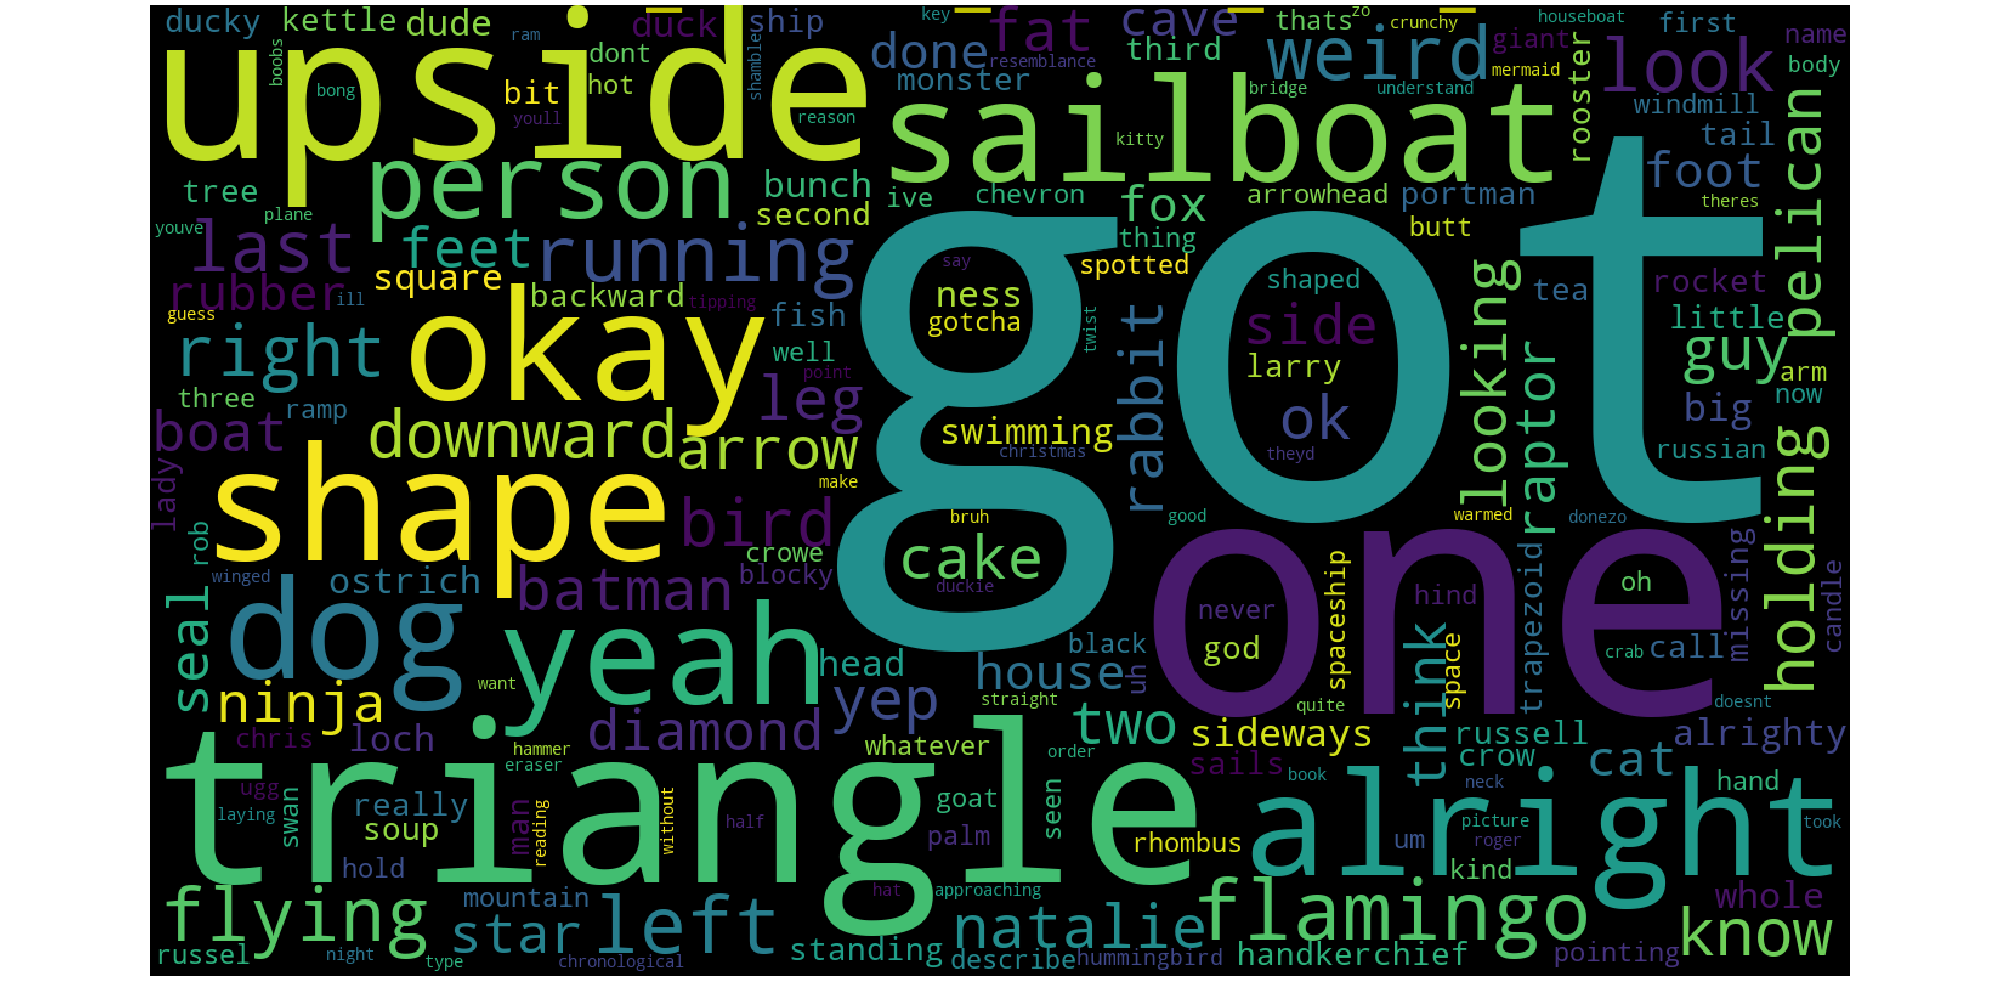 ducky
kettle
dude
duck
ship
key
fat
cave
thats
zo
crunchy
houseboat
first
name
boobs
ram
dont
shambled
done
resemblance
third
weird
giant
rooster
look
body
upside
bong
bit
hot
youll
reason
monster
sailboat
bridge
understand
mermaid
windmill
kitty
tail
tree
person
bunch
ive
chevron
fox
arrowhead
portman
foot
pelican
plane
second
butt
theres
youve
last
feet
running
thing
spotted
got
say
square
rubber
ill
backward
tipping
fish
ness
gotcha
twist
shaped
side
looking
tea
rocket
little
guess
right
okay
well
point
larry
rabbit
raptor
guy
arm
three
ramp
leg
ok
big
now
boat
downward
arrow
swimming
christmas
theyd
russian
holding
lady
shape
make
bird
bruh
good
warmed
donezo
rob
crowe
cake
one
missing
winged
ostrich
batman
blocky
duckie
spaceship
hind
trapezoid
oh
candle
seal
dog
yeah
never
god
black
think
space
crab
call
head
house
uh
want
ninja
yep
straight
quite
doesnt
chris
loch
diamond
two
sideways
russell
alrighty
hammer
whatever
order
eraser
sails
crow
cat
ugg
triangle
book
neck
hand
laying
swan
really
soup
man
reading
without
half
goat
seen
palm
rhombus
alright
um
picture
roger
took
hold
kind
flying
mountain
hat
approaching
flamingo
whole
star
left
natalie
know
russel
night
type
chronological
standing
describe
hummingbird
handkerchief
pointing